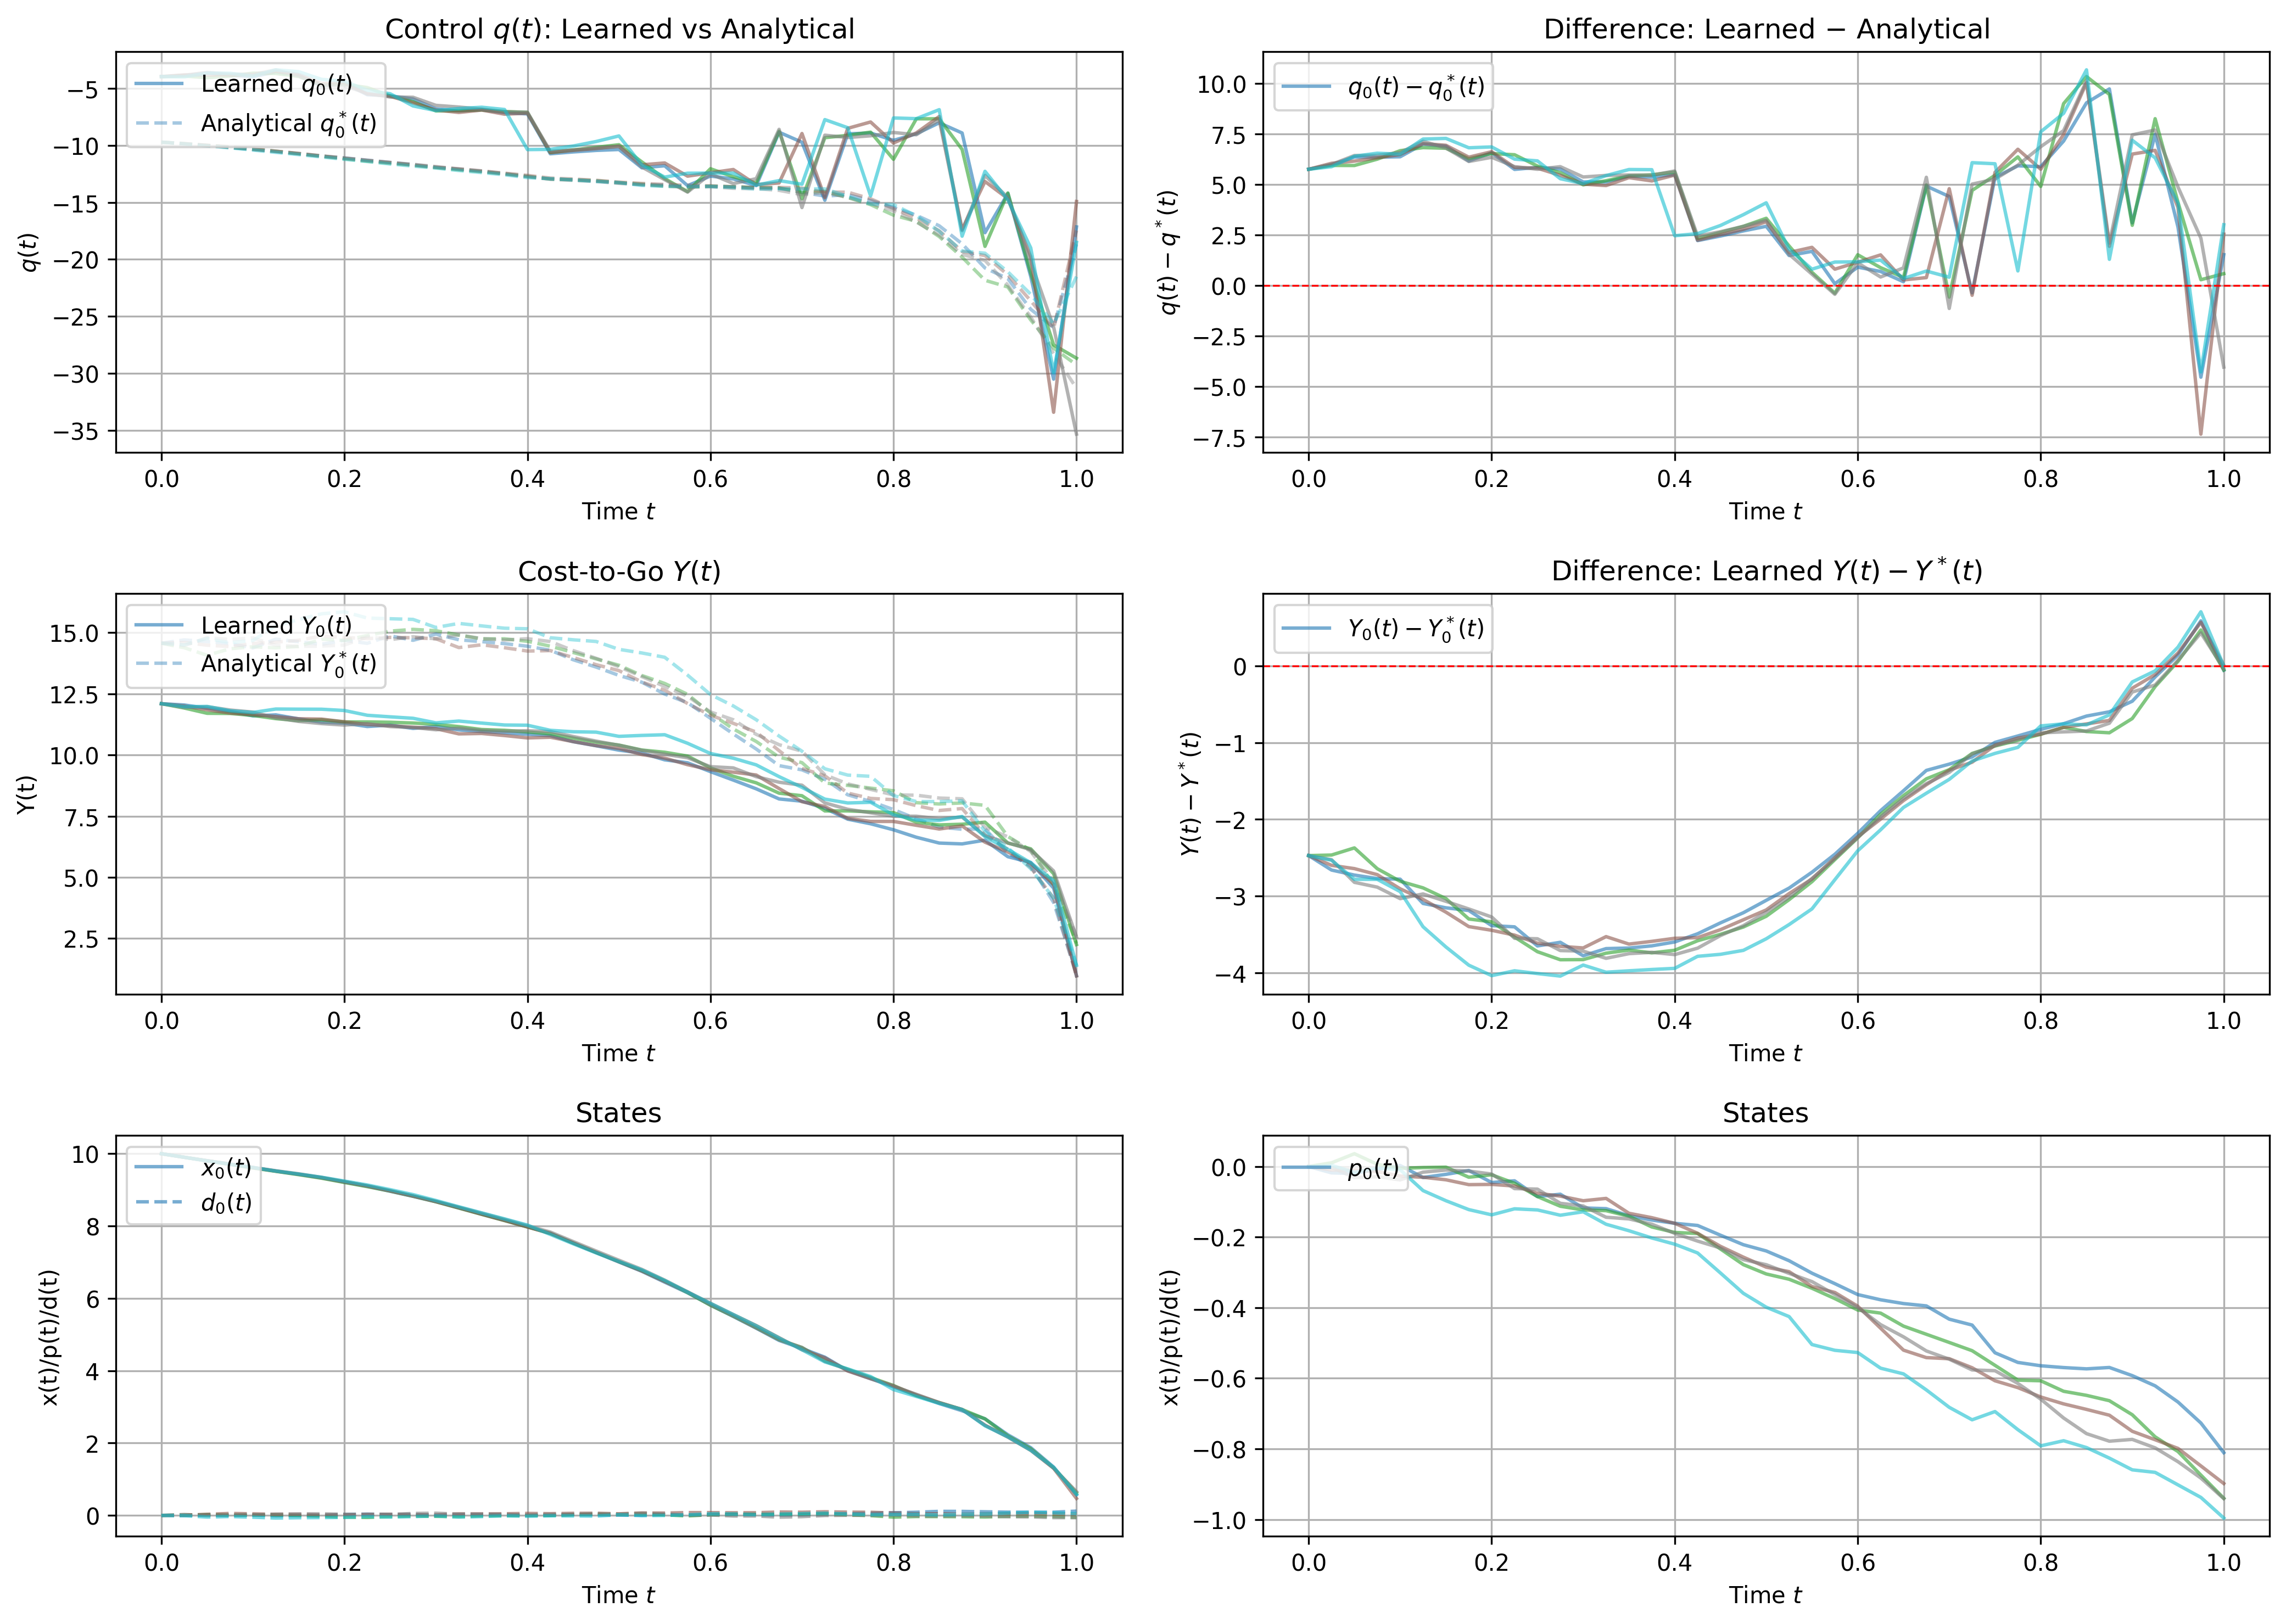 Control q(t): Learned vs Analytical
Learned q₀(t)
Analytical q₀*(t)
−5
−10
−15
−20
−25
−30
−35
q(t)
0.0 0.2 0.4 0.6 0.8 1.0
Time t
Difference: Learned − Analytical
q₀(t) − q₀*(t)
10.0
7.5
5.0
2.5
0.0
−2.5
−5.0
−7.5
q(t) − q*(t)
0.0 0.2 0.4 0.6 0.8 1.0
Time t
Cost-to-Go Y(t)
Learned Y₀(t)
Analytical Y₀*(t)
15.0
12.5
10.0
7.5
5.0
2.5
Y(t)
0.0 0.2 0.4 0.6 0.8 1.0
Time t
Difference: Learned Y(t) − Y*(t)
Y₀(t) − Y₀*(t)
0
−1
−2
−3
−4
Y(t) − Y*(t)
0.0 0.2 0.4 0.6 0.8 1.0
Time t
States
x₀(t)
d₀(t)
10
8
6
4
2
0
x(t)/p(t)/d(t)
0.0 0.2 0.4 0.6 0.8 1.0
Time t
States
p₀(t)
0.0
−0.2
−0.4
−0.6
−0.8
−1.0
x(t)/p(t)/d(t)
0.0 0.2 0.4 0.6 0.8 1.0
Time t